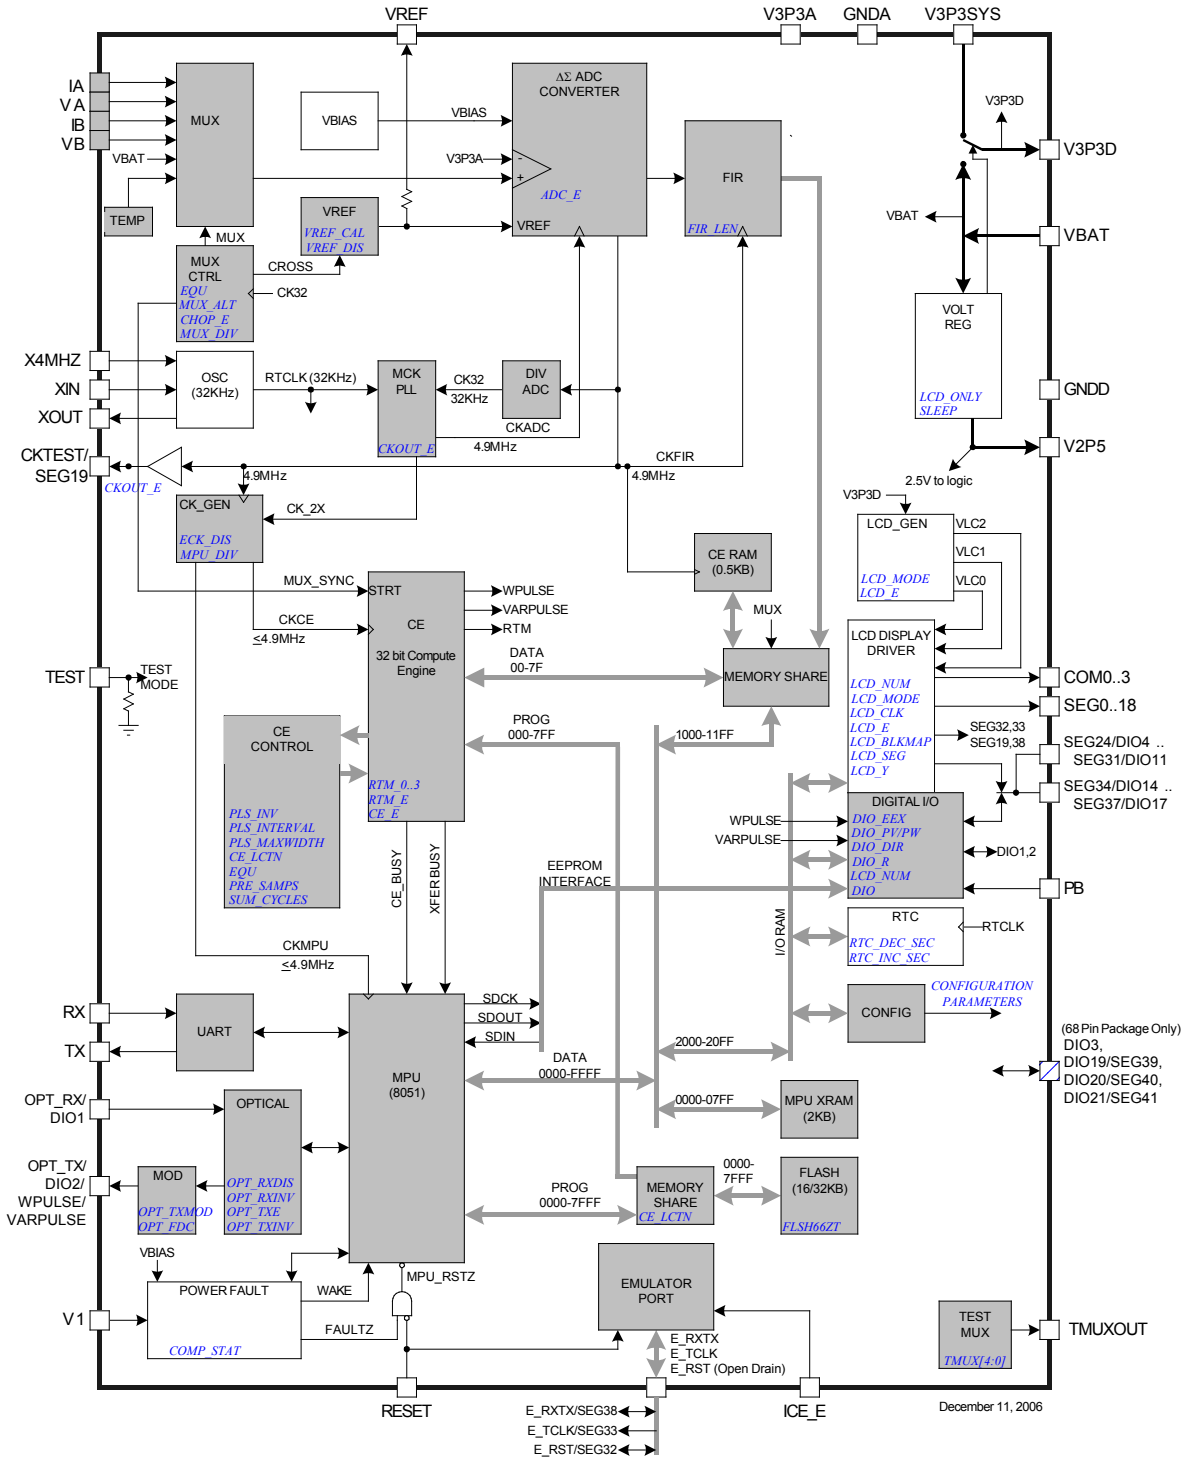 VREF
V3P3A
GNDA
V3P3SYS
IA
VA
IB
VB
VBAT
MUX
TEMP
VBIAS
VBIAS
V3P3A
ΔΣ ADC
CONVERTER
-
+
ADC_E
VREF
FIR
FIR_LEN
VREF
VREF_CAL
VREF_DIS
V3P3D
V3P3D
VBAT
VBAT
MUX
MUX
CTRL
EQU
MUX_ALT
CHOP_E
MUX_DIV
CROSS
CK32
VOLT
REG
LCD_ONLY
SLEEP
GNDD
V2P5
2.5V to logic
X4MHZ
XIN
XOUT
OSC
(32KHz)
RTCLK (32KHz)
MCK
PLL
CKOUT_E
CK32
32KHz
DIV
ADC
CKADC
4.9MHz
CKFIR
4.9MHz
CKTEST/
SEG19
CKOUT_E
4.9MHz
CK_GEN
ECK_DIS
MPU_DIV
CK_2X
V3P3D
LCD_GEN
LCD_MODE
LCD_E
VLC2
VLC1
VLC0
CE RAM
(0.5KB)
MUX_SYNC
CKCE
≤4.9MHz
STRT
CE
32 bit Compute
Engine
RTM_0..3
RTM_E
CE_E
WPULSE
VARPULSE
RTM
DATA
00-7F
MUX
MEMORY SHARE
PROG
000-7FF
1000-11FF
LCD DISPLAY
DRIVER
LCD_NUM
LCD_MODE
LCD_CLK
LCD_E
LCD_BLKMAP
LCD_SEG
LCD_Y
COM0..3
SEG0..18
SEG32,33
SEG19,38
SEG24/DIO4 ..
SEG31/DIO11
SEG34/DIO14 ..
SEG37/DIO17
TEST
TEST
MODE
CE
CONTROL
PLS_INV
PLS_INTERVAL
PLS_MAXWIDTH
CE_LCTN
EQU
PRE_SAMPS
SUM_CYCLES
CE_BUSY
XFER BUSY
WPULSE
VARPULSE
DIGITAL I/O
DIO_EEX
DIO_PV/PW
DIO_DIR
DIO_R
LCD_NUM
DIO
DIO1,2
PB
EEPROM
INTERFACE
I/O RAM
RTC
RTC_DEC_SEC
RTC_INC_SEC
RTCLK
CKMPU
≤4.9MHz
CONFIG
CONFIGURATION
PARAMETERS
RX
TX
UART
MPU
(8051)
SDCK
SDOUT
SDIN
DATA
0000-FFFF
2000-20FF
0000-07FF
MPU XRAM
(2KB)
(68 Pin Package Only)
DIO3,
DIO19/SEG39,
DIO20/SEG40,
DIO21/SEG41
OPT_RX/
DIO1
OPTICAL
OPT_RXDIS
OPT_RXINV
OPT_TXE
OPT_TXINV
OPT_TX/
DIO2/
WPULSE/
VARPULSE
MOD
OPT_TXMOD
OPT_FDC
PROG
0000-7FFF
MEMORY
SHARE
CE_LCTN
0000-
7FFF
FLASH
(16/32KB)
FLSH66ZT
VBIAS
V1
POWER FAULT
COMP_STAT
WAKE
FAULTZ
MPU_RSTZ
EMULATOR
PORT
E_RXTX
E_TCLK
E_RST (Open Drain)
TEST
MUX
TMUX[4:0]
TMUXOUT
RESET
ICE_E
December 11, 2006
E_RXTX/SEG38
E_TCLK/SEG33
E_RST/SEG32